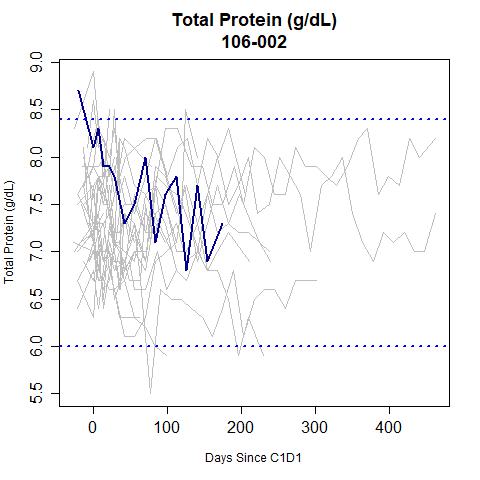 Total Protein (g/dL)
106-002
Total Protein (g/dL)
9.0
8.5
8.0
7.5
7.0
6.5
6.0
5.5
0 100 200 300 400
Days Since C1D1